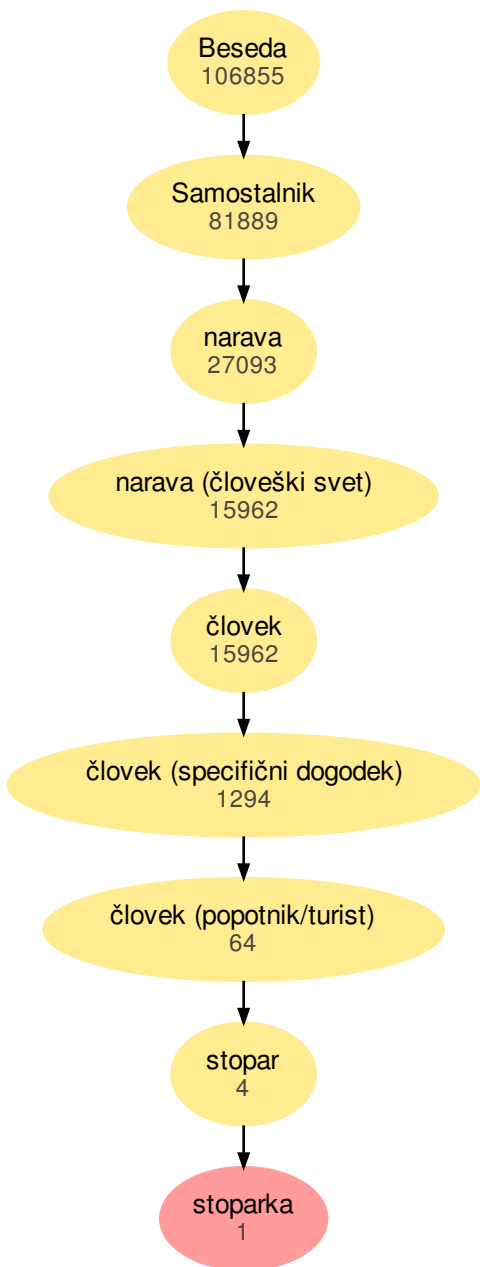 Beseda
106855
Samostalnik
81889
narava
27093
narava (človeški svet)
15962
človek
15962
človek (specifični dogodek)
1294
človek (popotnik/turist)
64
stopar
4
stoparka
1